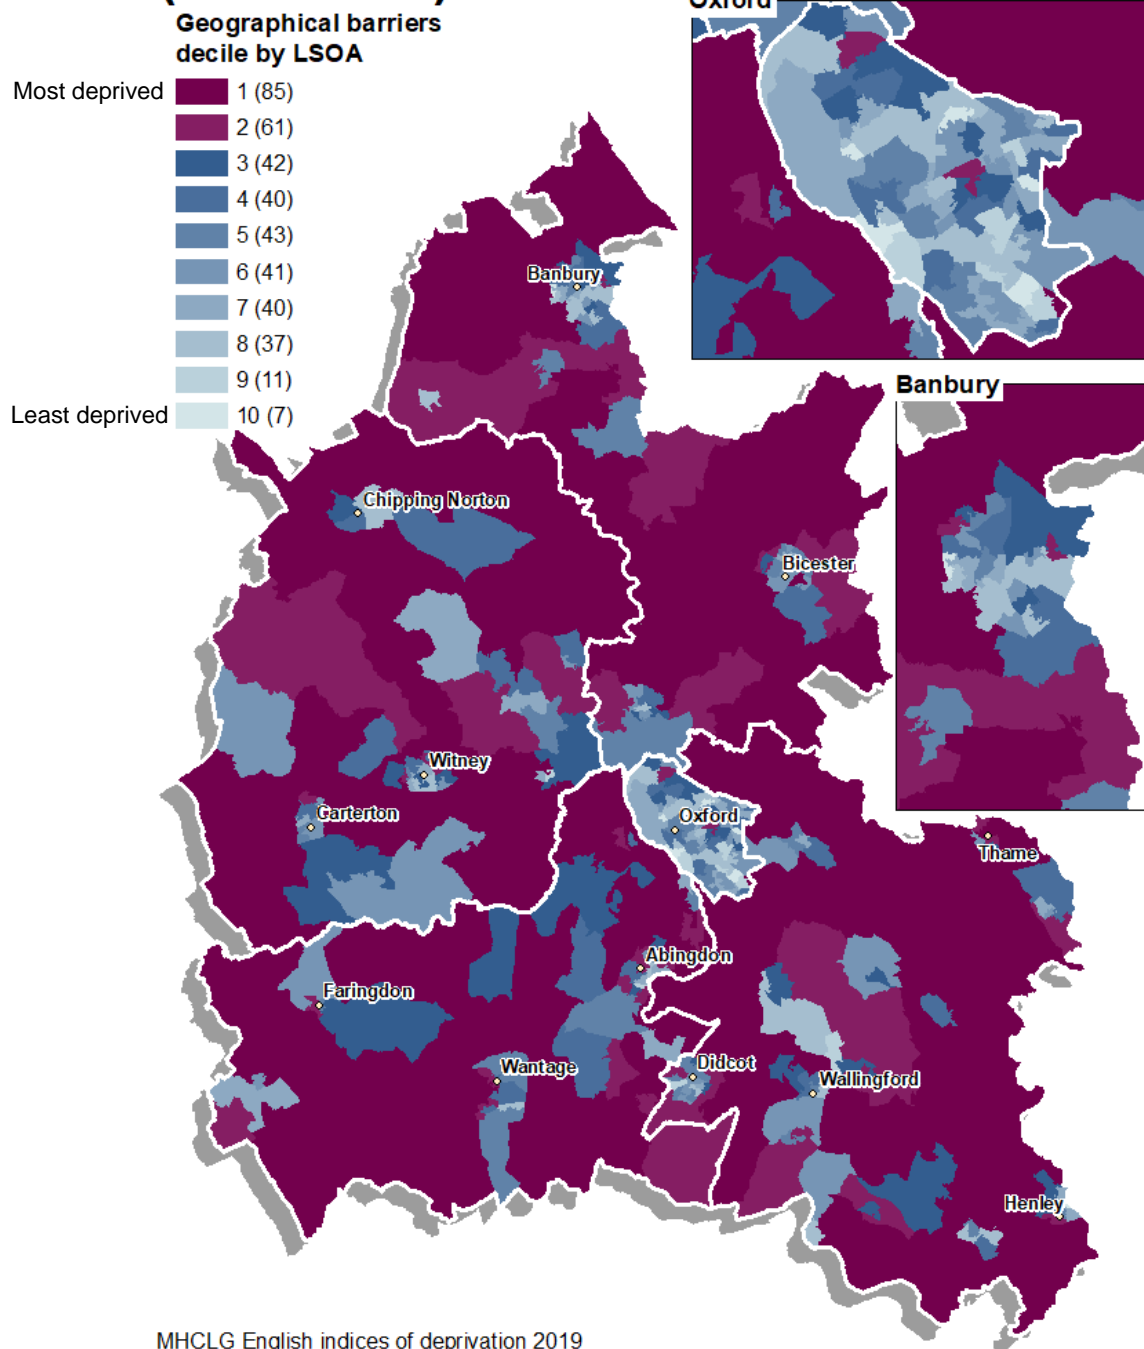 Geographical barriers
decile by LSOA
Most deprived
1 (85)
2 (61)
3 (42)
4 (40)
5 (43)
6 (41)
7 (40)
8 (37)
9 (11)
Least deprived
10 (7)
Oxford
Banbury
Banbury
Chipping Norton
Bicester
Witney
Carterton
Oxford
Thame
Abingdon
Faringdon
Wantage
Didcot
Wallingford
Henley
MHCLG English indices of deprivation 2019